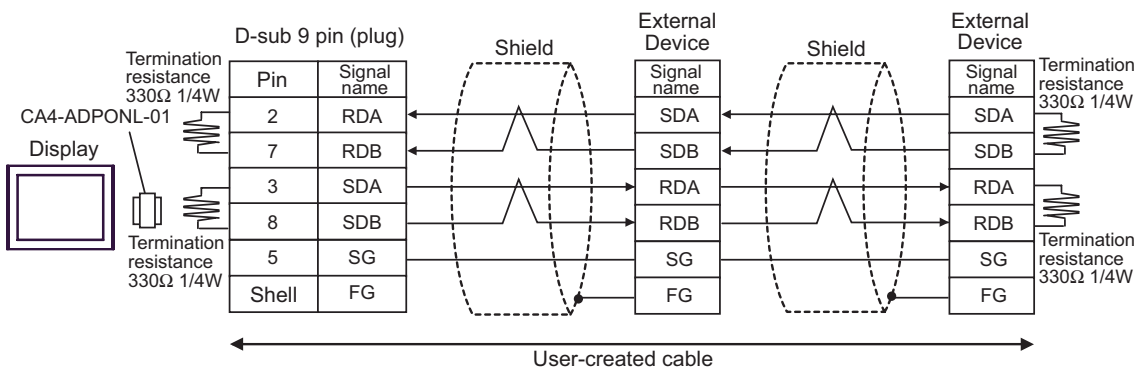 D-sub 9 pin (plug)
Shield
External
Device
Shield
External
Device
Termination
resistance
330Ω 1/4W
CA4-ADPONL-01
Display
Termination
resistance
330Ω 1/4W
Pin
Signal
name
2
RDA
7
RDB
3
SDA
8
SDB
5
SG
Shell
FG
Signal
name
SDA
SDB
RDA
RDB
SG
FG
Signal
name
SDA
SDB
RDA
RDB
SG
FG
Termination
resistance
330Ω 1/4W
Termination
resistance
330Ω 1/4W
User-created cable